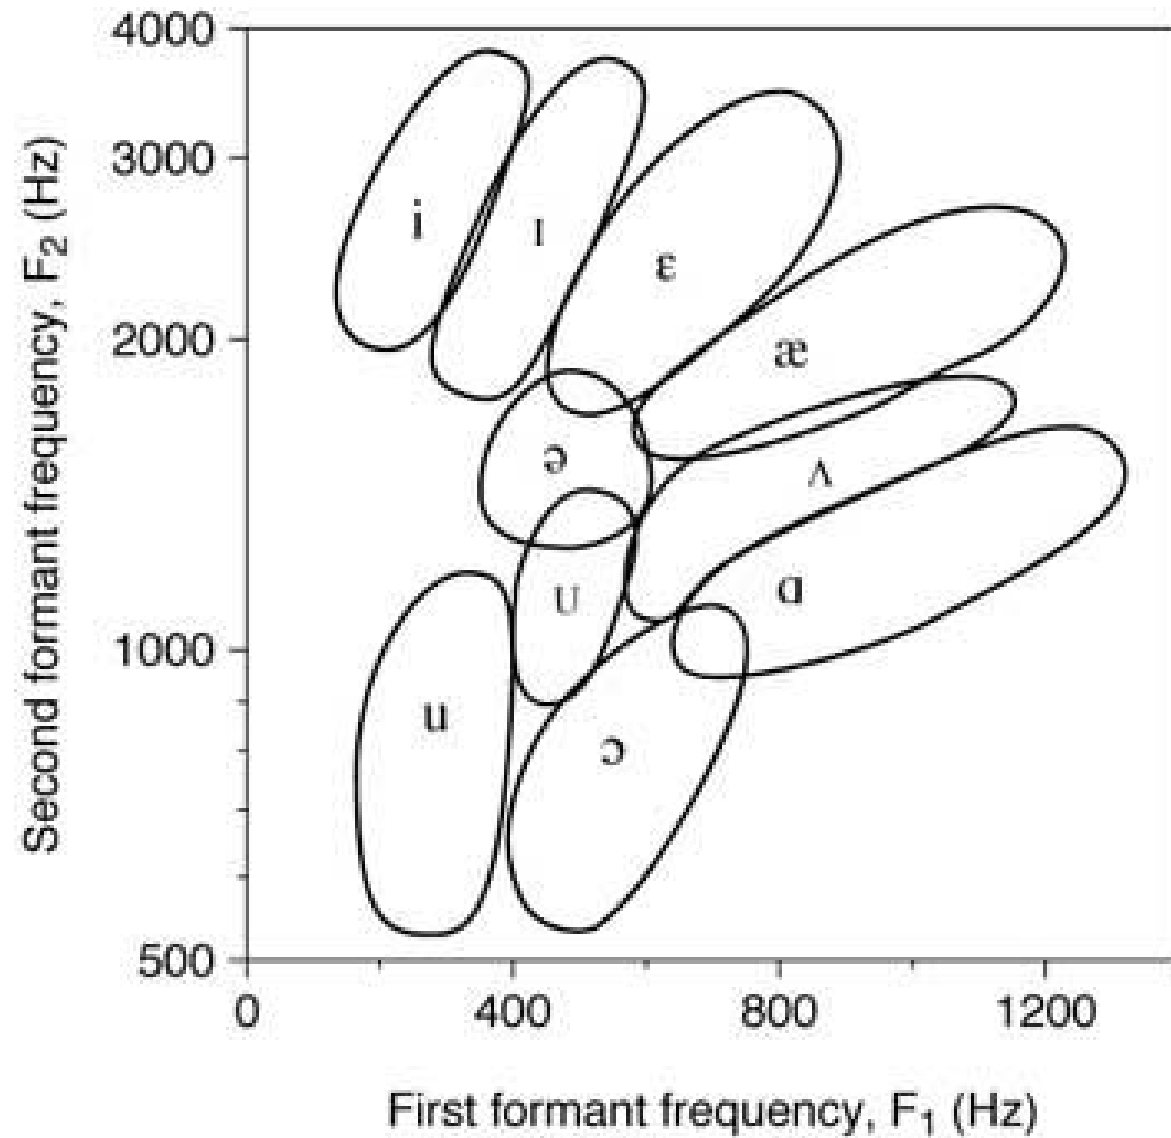 4000
3000
2000
1000
500
Second formant frequency, F₂ (Hz)
i
ɪ
ɛ
æ
ə
ʌ
U
ɑ
u
ɔ
0 400 800 1200
First formant frequency, F₁ (Hz)